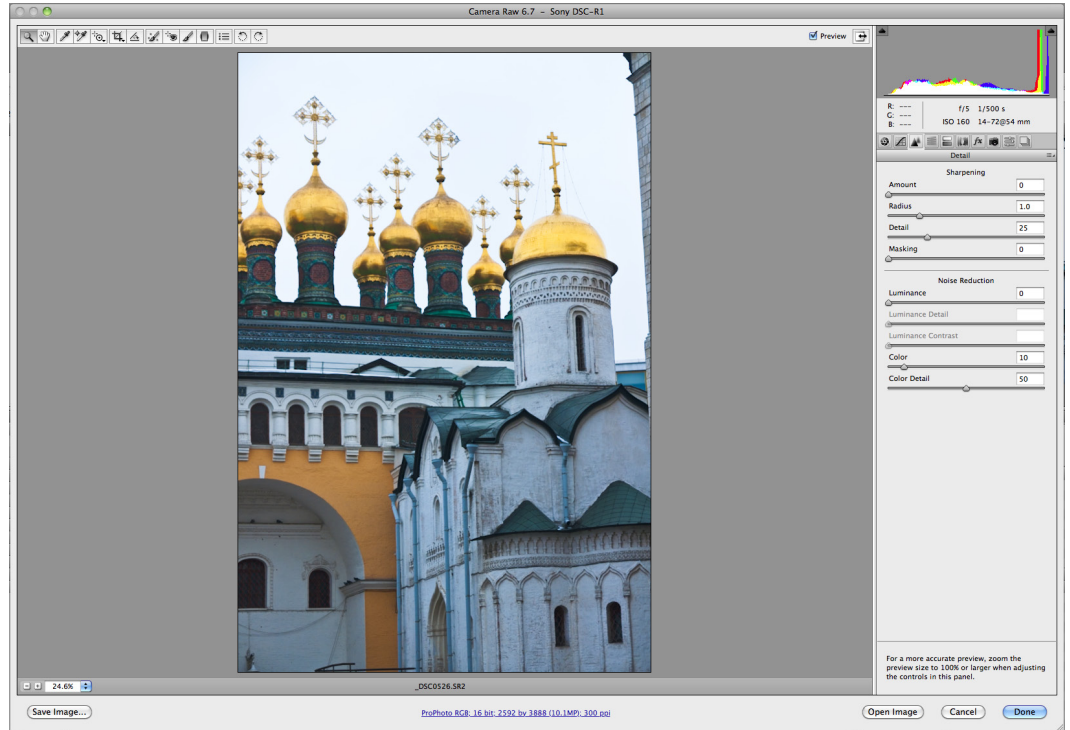 Camera Raw 6.7 – Sony DSC-R1
Preview
R: ---
G: ---
B: ---
f/5 1/500 s
ISO 160 14-72@54 mm
fx
Detail
Sharpening
Amount 0
Radius 1.0
Detail 25
Masking 0
Noise Reduction
Luminance 0
Luminance Detail
Luminance Contrast
Color 10
Color Detail 50
For a more accurate preview, zoom the
preview size to 100% or larger when adjusting
the controls in this panel.
24.6%
_DSC0526.SR2
Save Image...
ProPhoto RGB; 16 bit; 2592 by 3888 (10.1MP); 300 ppi
Open Image
Cancel
Done